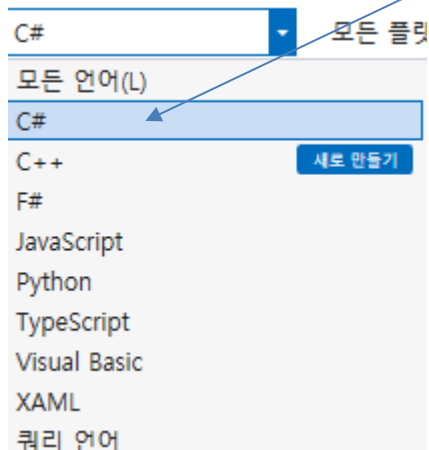 C# 모든 플랫
모든 언어(L)
C#
C++ 새로 만들기
F#
JavaScript
Python
TypeScript
Visual Basic
XAML
쿼리 언어